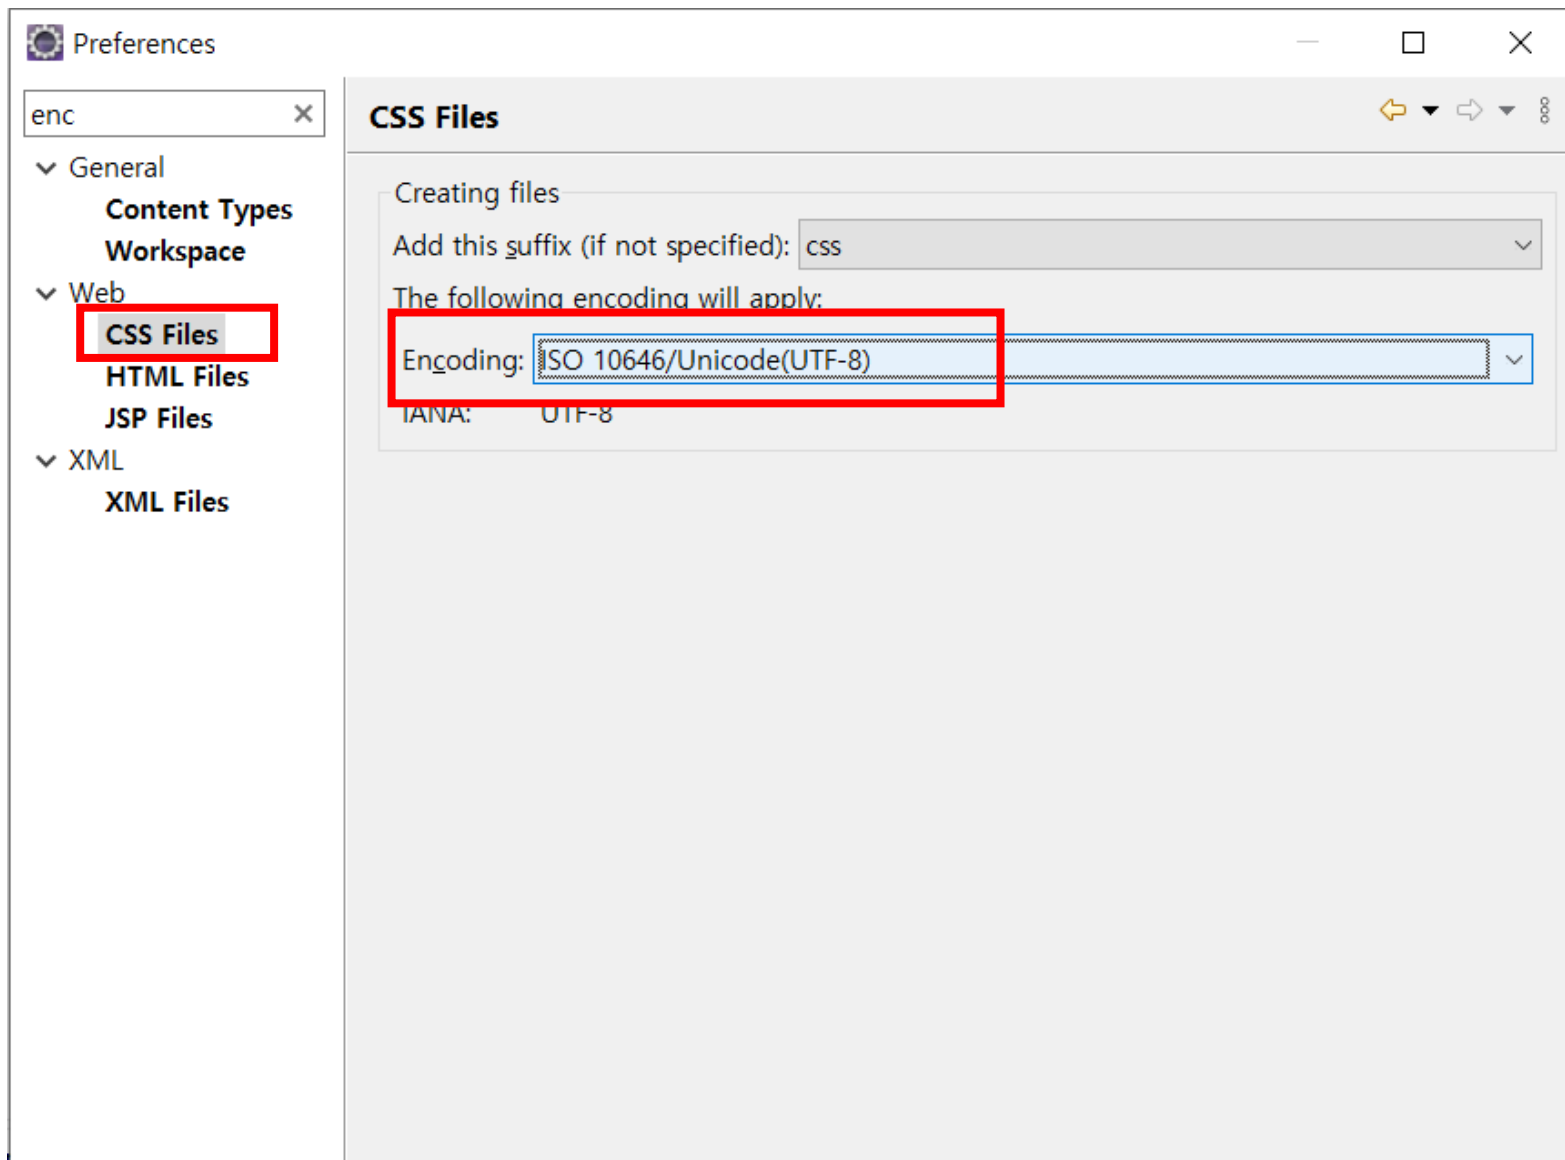 Preferences
enc
General
Content Types
Workspace
Web
CSS Files
HTML Files
JSP Files
XML
XML Files
CSS Files
Creating files
Add this suffix (if not specified): css
The following encoding will apply:
Encoding: ISO 10646/Unicode(UTF-8)
IANA: UTF-8